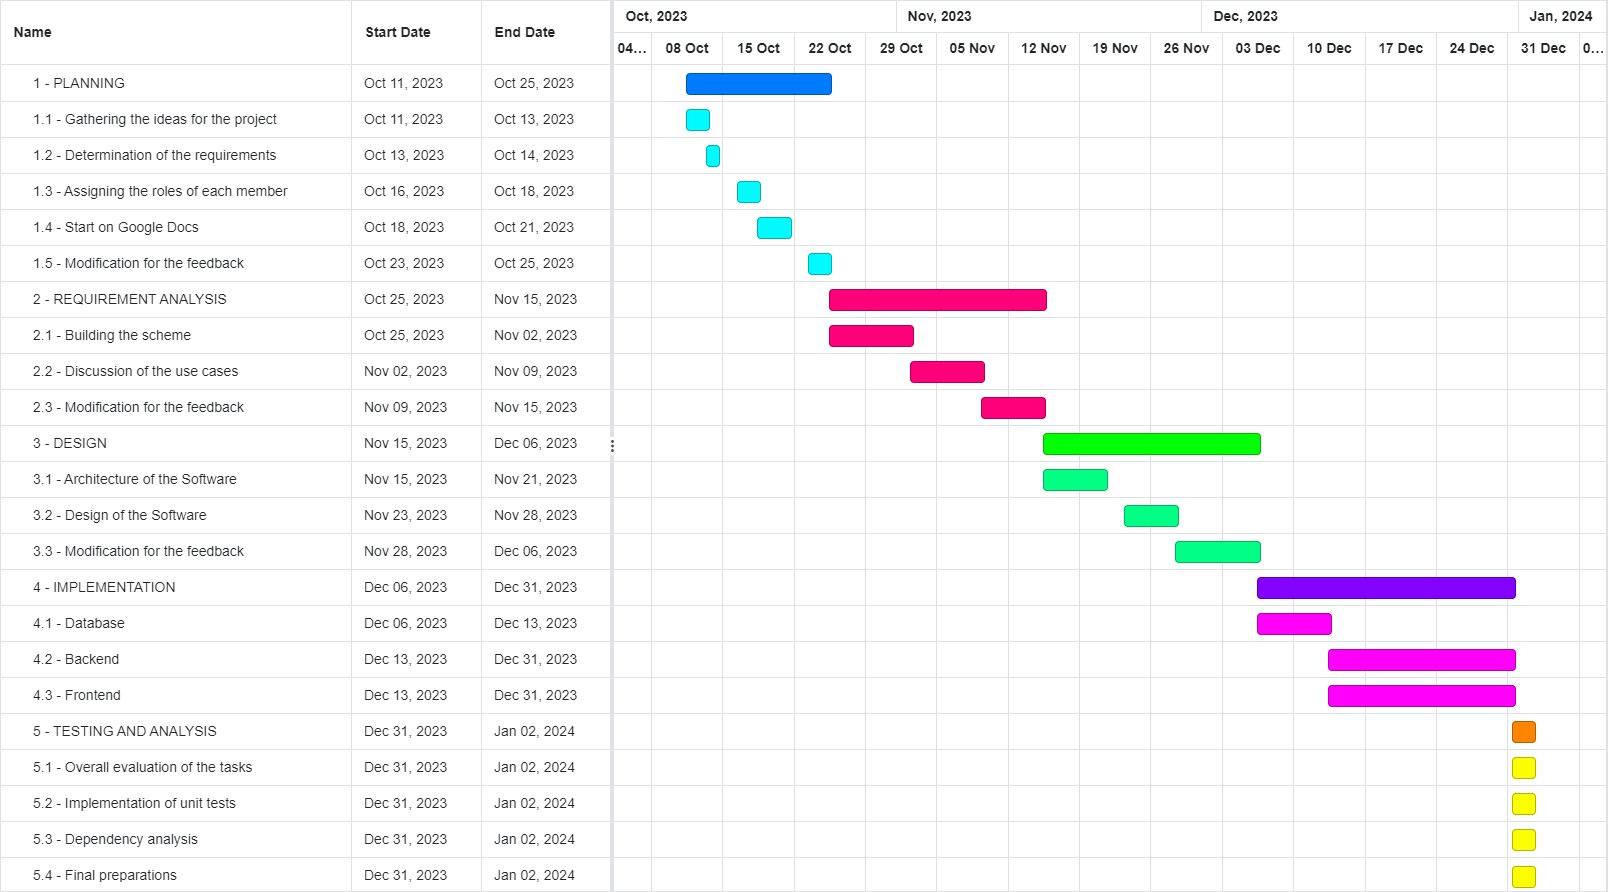 Name Start Date End Date Oct, 2023 Nov, 2023 Dec, 2023 Jan, 2024
04... 08 Oct 15 Oct 22 Oct 29 Oct 05 Nov 12 Nov 19 Nov 26 Nov 03 Dec 10 Dec 17 Dec 24 Dec 31 Dec 0...
1 - PLANNING Oct 11, 2023 Oct 25, 2023
1.1 - Gathering the ideas for the project Oct 11, 2023 Oct 13, 2023
1.2 - Determination of the requirements Oct 13, 2023 Oct 14, 2023
1.3 - Assigning the roles of each member Oct 16, 2023 Oct 18, 2023
1.4 - Start on Google Docs Oct 18, 2023 Oct 21, 2023
1.5 - Modification for the feedback Oct 23, 2023 Oct 25, 2023
2 - REQUIREMENT ANALYSIS Oct 25, 2023 Nov 15, 2023
2.1 - Building the scheme Oct 25, 2023 Nov 02, 2023
2.2 - Discussion of the use cases Nov 02, 2023 Nov 09, 2023
2.3 - Modification for the feedback Nov 09, 2023 Nov 15, 2023
3 - DESIGN Nov 15, 2023 Dec 06, 2023
3.1 - Architecture of the Software Nov 15, 2023 Nov 21, 2023
3.2 - Design of the Software Nov 23, 2023 Nov 28, 2023
3.3 - Modification for the feedback Nov 28, 2023 Dec 06, 2023
4 - IMPLEMENTATION Dec 06, 2023 Dec 31, 2023
4.1 - Database Dec 06, 2023 Dec 13, 2023
4.2 - Backend Dec 13, 2023 Dec 31, 2023
4.3 - Frontend Dec 13, 2023 Dec 31, 2023
5 - TESTING AND ANALYSIS Dec 31, 2023 Jan 02, 2024
5.1 - Overall evaluation of the tasks Dec 31, 2023 Jan 02, 2024
5.2 - Implementation of unit tests Dec 31, 2023 Jan 02, 2024
5.3 - Dependency analysis Dec 31, 2023 Jan 02, 2024
5.4 - Final preparations Dec 31, 2023 Jan 02, 2024